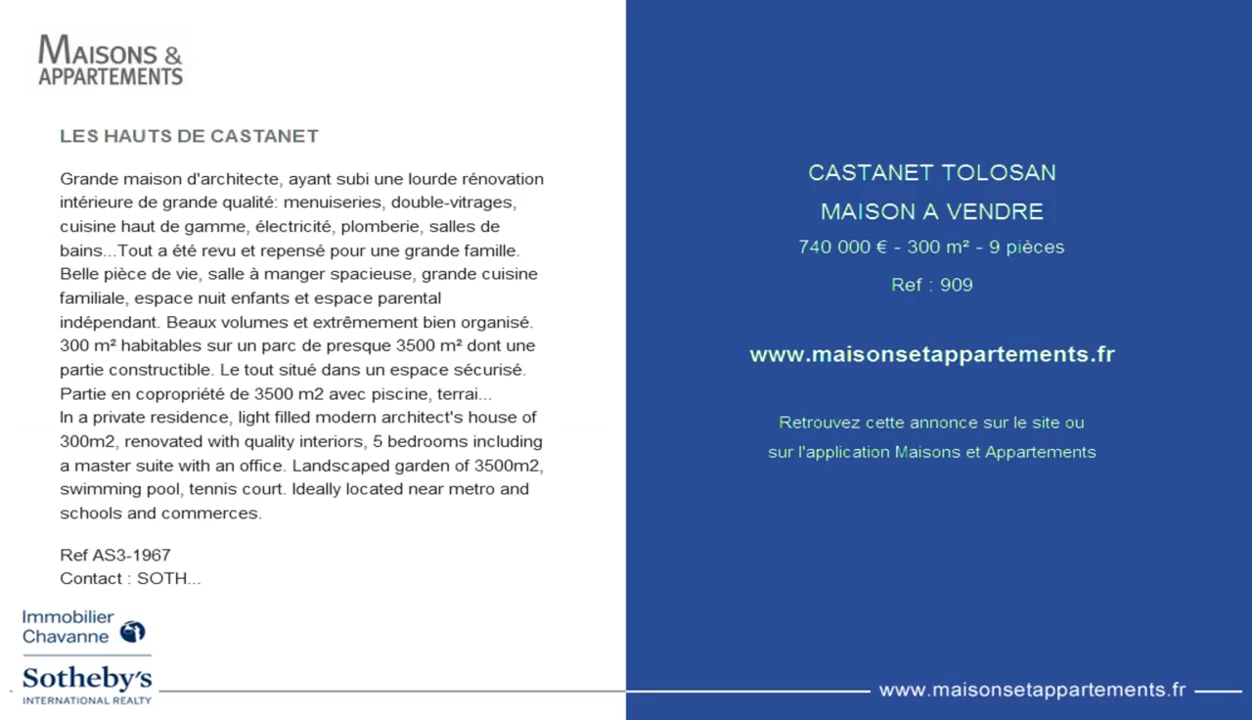 MAISONS &
APPARTEMENTS
LES HAUTS DE CASTANET
Grande maison d'architecte, ayant subi une lourde rénovation
intérieure de grande qualité: menuiseries, double-vitrages,
cuisine haut de gamme, électricité, plomberie, salles de
bains...Tout a été revu et repensé pour une grande famille.
Belle pièce de vie, salle à manger spacieuse, grande cuisine
familiale, espace nuit enfants et espace parental
indépendant. Beaux volumes et extrêmement bien organisé.
300 m² habitables sur un parc de presque 3500 m² dont une
partie constructible. Le tout situé dans un espace sécurisé.
Partie en copropriété de 3500 m2 avec piscine, terrai...
In a private residence, light filled modern architect's house of
300m2, renovated with quality interiors, 5 bedrooms including
a master suite with an office. Landscaped garden of 3500m2,
swimming pool, tennis court. Ideally located near metro and
schools and commerces.
Ref AS3-1967
Contact : SOTH...
Immobilier
Chavanne
Sotheby's
INTERNATIONAL REALTY
CASTANET TOLOSAN
MAISON A VENDRE
740 000 € - 300 m² - 9 pièces
Ref : 909
www.maisonsetappartements.fr
Retrouvez cette annonce sur le site ou
sur l'application Maisons et Appartements
www.maisonsetappartements.fr